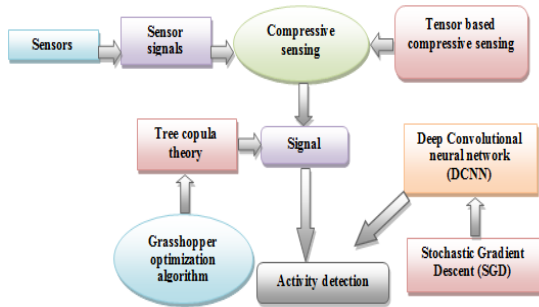 Sensors
Sensor
signals
Compressive
sensing
Tensor based
compressive sensing
Tree copula
theory
Signal
Deep Convolutional
neural network
(DCNN)
Grasshopper
optimization
algorithm
Activity detection
Stochastic Gradient
Descent (SGD)